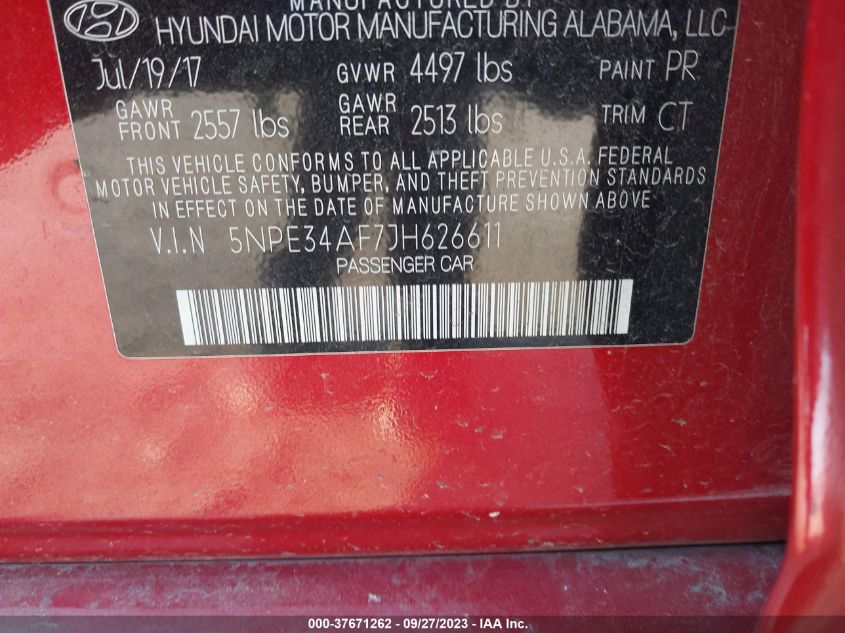 MANUFACTURED BY
HYUNDAI MOTOR MANUFACTURING ALABAMA, LLC
Jul/19/17 GVWR 4497 lbs PAINT PR
GAWR FRONT 2557 lbs GAWR REAR 2513 lbs TRIM CT
THIS VEHICLE CONFORMS TO ALL APPLICABLE U.S.A. FEDERAL
MOTOR VEHICLE SAFETY, BUMPER, AND THEFT PREVENTION STANDARDS
IN EFFECT ON THE DATE OF MANUFACTURE SHOWN ABOVE.
V.I.N 5NPE34AF7JH626611
PASSENGER CAR
000-37671262 - 09/27/2023 - IAA Inc.